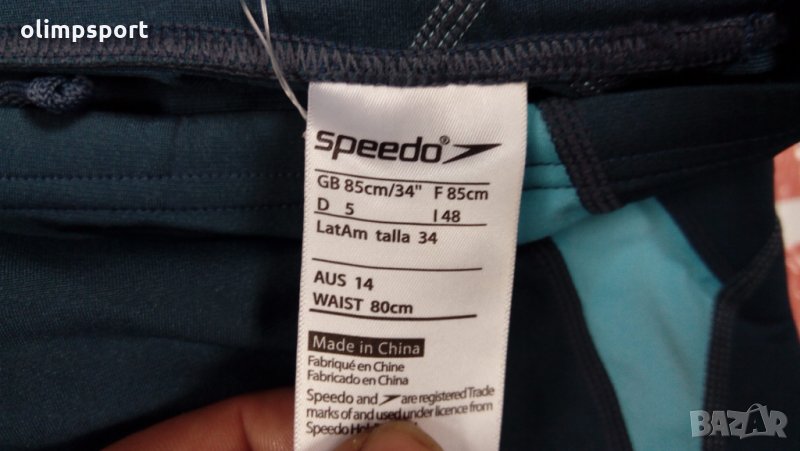 olimpsport
speedo®
GB 85cm/34" F 85cm
D 5 I 48
LatAm talla 34
AUS 14
WAIST 80cm
Made in China
Fabriqué en Chine
Fabricado en China
Speedo and are registered Trade
marks of and used under licence from
Speedo
BAZAR